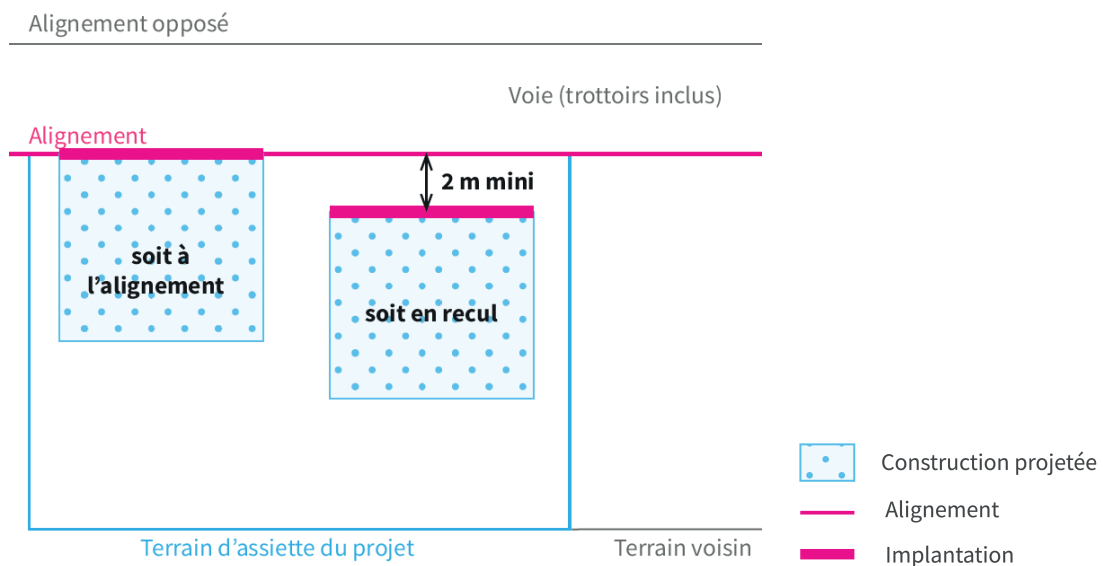 Alignement opposé
Voie (trottoirs inclus)
Alignement
2 m mini
soit à
l’alignement
soit en recul
Construction projetée
Alignement
Implantation
Terrain d’assiette du projet
Terrain voisin